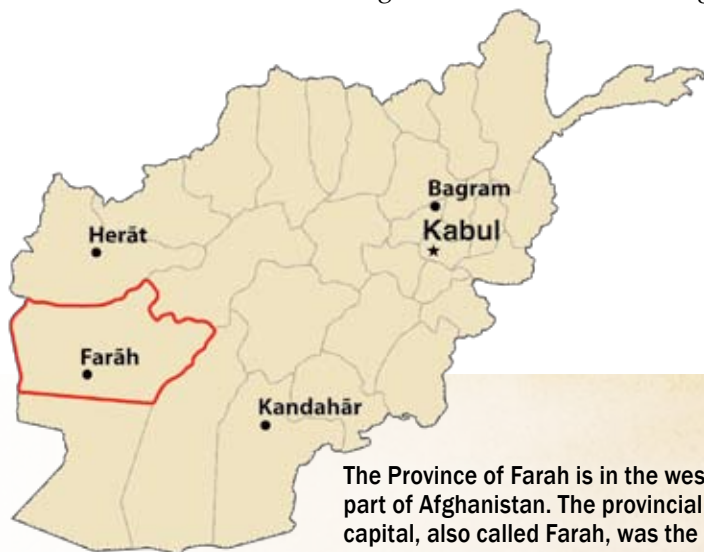 Bagram
Kabul
Herāt
Farāh
Kandahār
The Province of Farah is in the wes
part of Afghanistan. The provincial
capital, also called Farah, was the